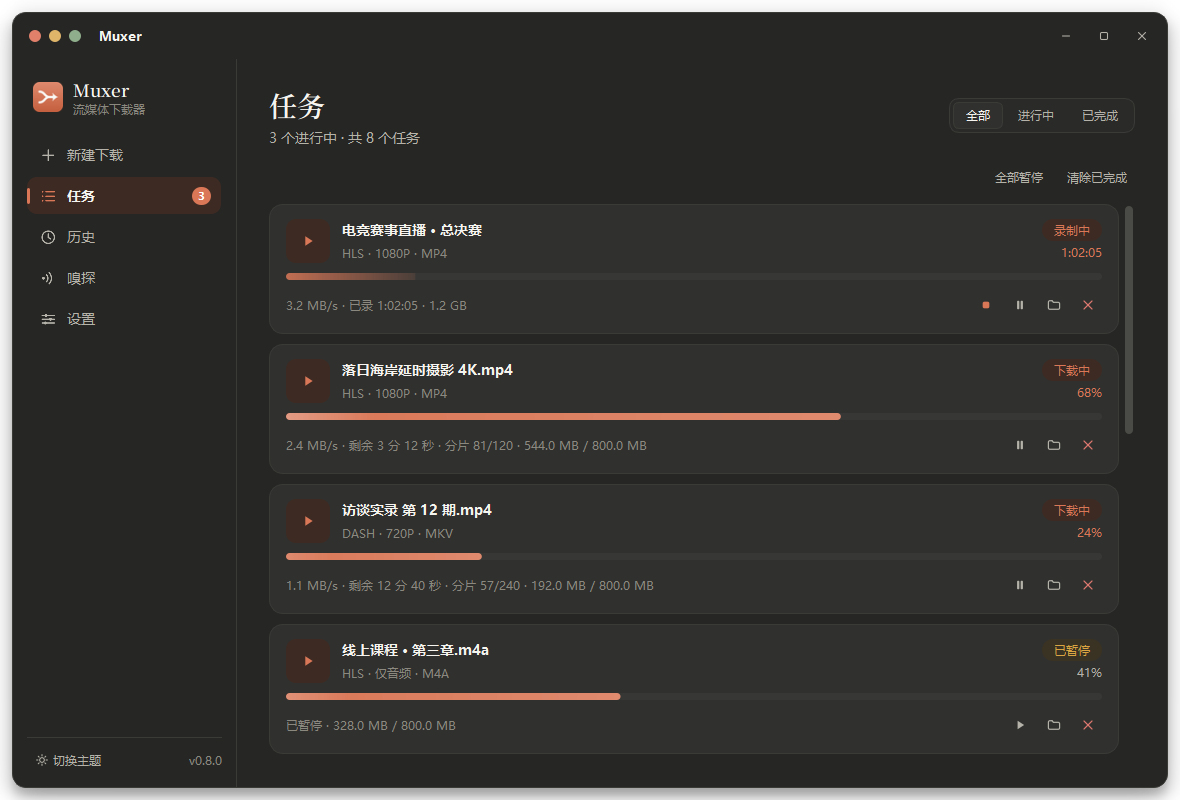 Muxer
Muxer
流媒体下载器
新建下载
任务 3
历史
嗅探
设置
切换主题 v0.8.0
任务
3 个进行中 · 共 8 个任务
全部 进行中 已完成
全部暂停 清除已完成
电竞赛事直播 • 总决赛
HLS · 1080P · MP4
录制中
1:02:05
3.2 MB/s · 已录 1:02:05 · 1.2 GB
落日海岸延时摄影 4K.mp4
HLS · 1080P · MP4
下载中
68%
2.4 MB/s · 剩余 3 分 12 秒 · 分片 81/120 · 544.0 MB / 800.0 MB
访谈实录 第 12 期.mp4
DASH · 720P · MKV
下载中
24%
1.1 MB/s · 剩余 12 分 40 秒 · 分片 57/240 · 192.0 MB / 800.0 MB
线上课程 • 第三章.m4a
HLS · 仅音频 · M4A
已暂停
41%
已暂停 · 328.0 MB / 800.0 MB